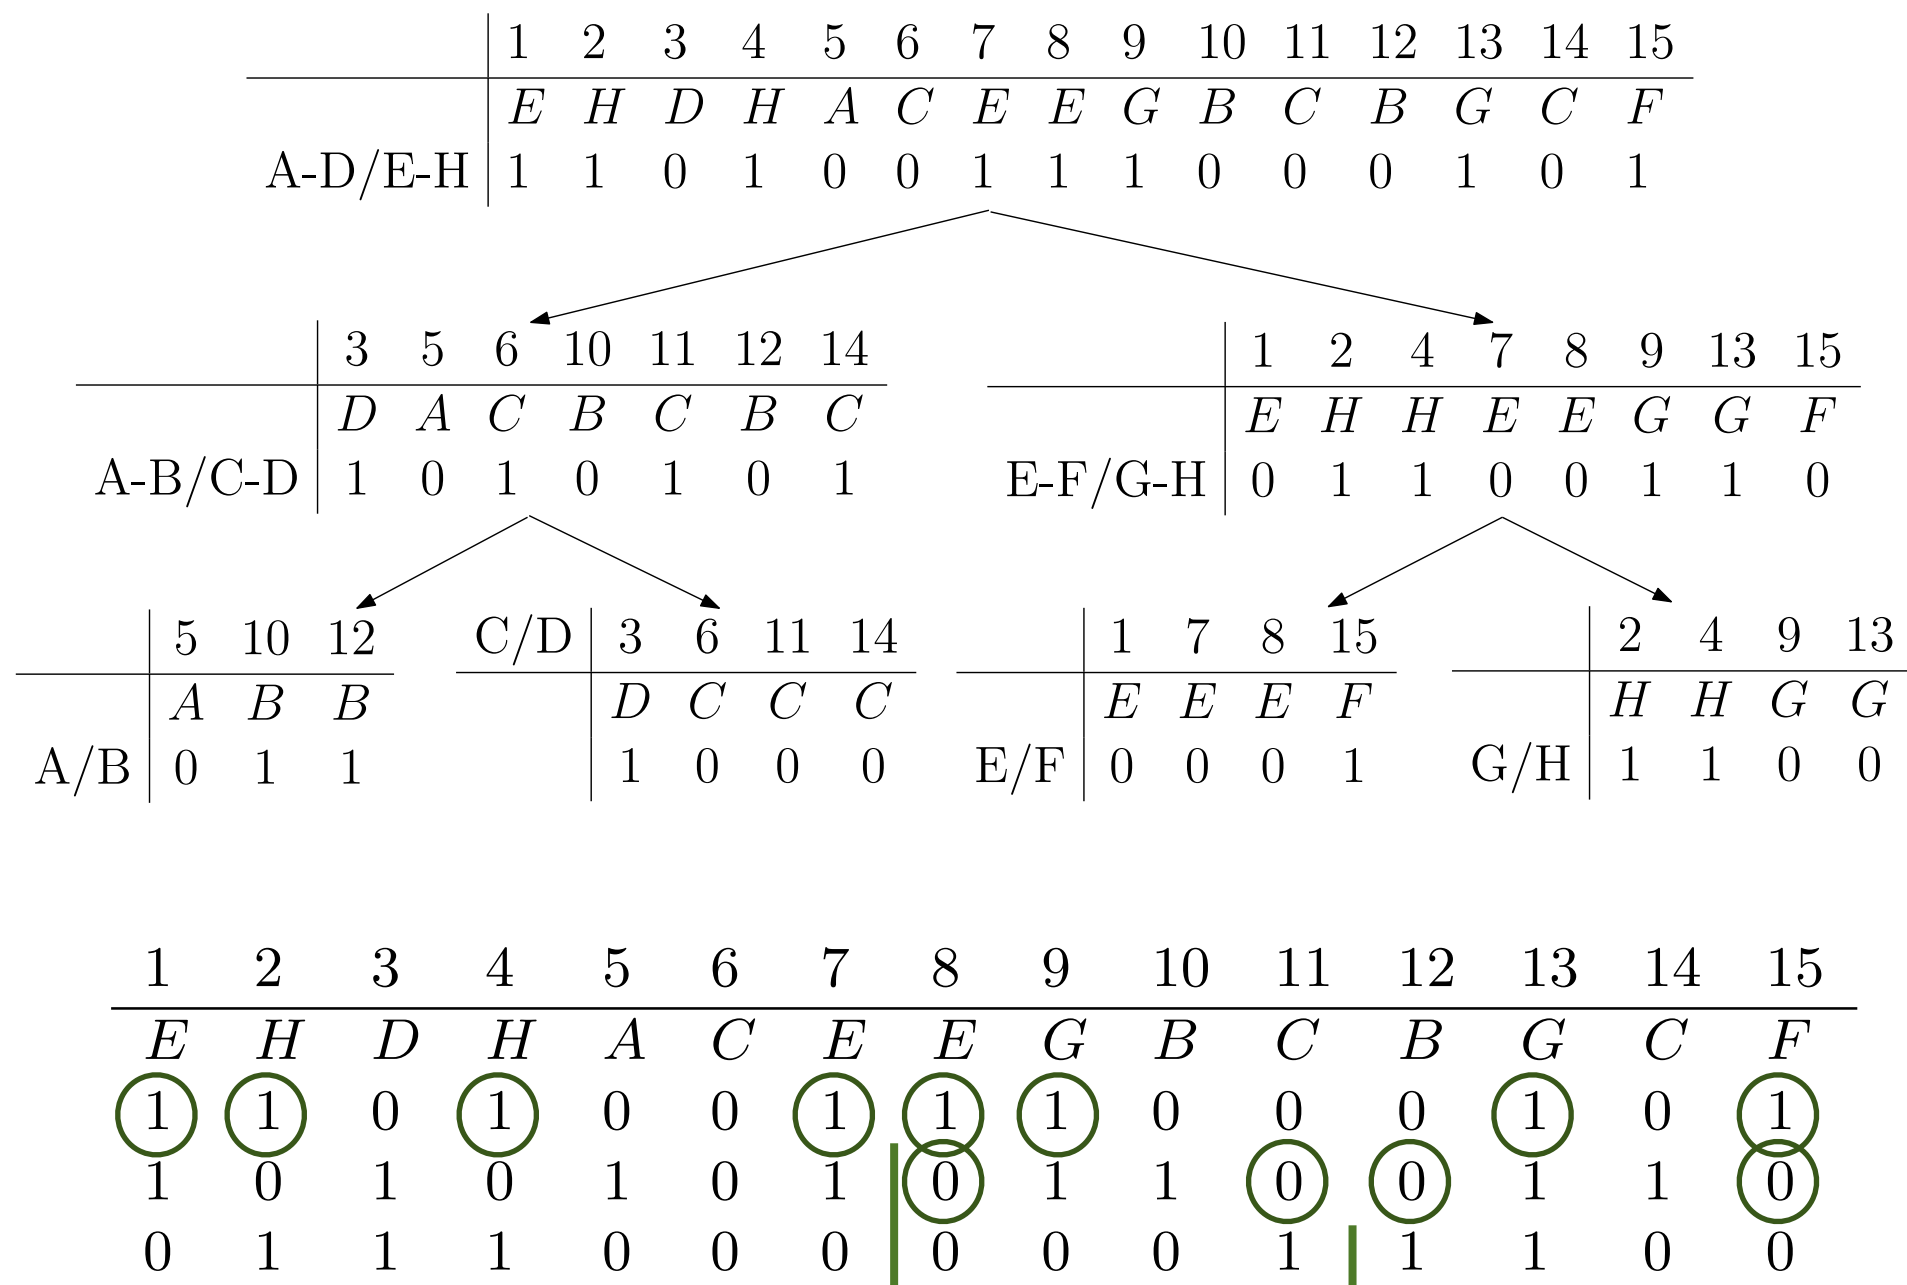 1 2 3 4 5 6 7 8 9 10 11 12 13 14 15
E H D H A C E E G B C B G C F
A-D/E-H 1 1 0 1 0 0 1 1 1 0 0 0 1 0 1
3 5 6 10 11 12 14
D A C B C B C
A-B/C-D 1 0 1 0 1 0 1
1 2 4 7 8 9 13 15
E H H E E G G F
E-F/G-H 0 1 1 0 0 1 1 0
5 10 12
A B B
A/B 0 1 1
C/D 3 6 11 14
D C C C
1 0 0 0
1 7 8 15
E E E F
E/F 0 0 0 1
2 4 9 13
H H G G
G/H 1 1 0 0
1 2 3 4 5 6 7 8 9 10 11 12 13 14 15
E H D H A C E E G B C B G C F
1 1 0 1 0 0 1 1 1 0 0 0 1 0 1
1 0 1 0 1 0 1 0 1 1 0 0 1 1 0
0 1 1 1 0 0 0 0 0 0 1 1 1 0 0